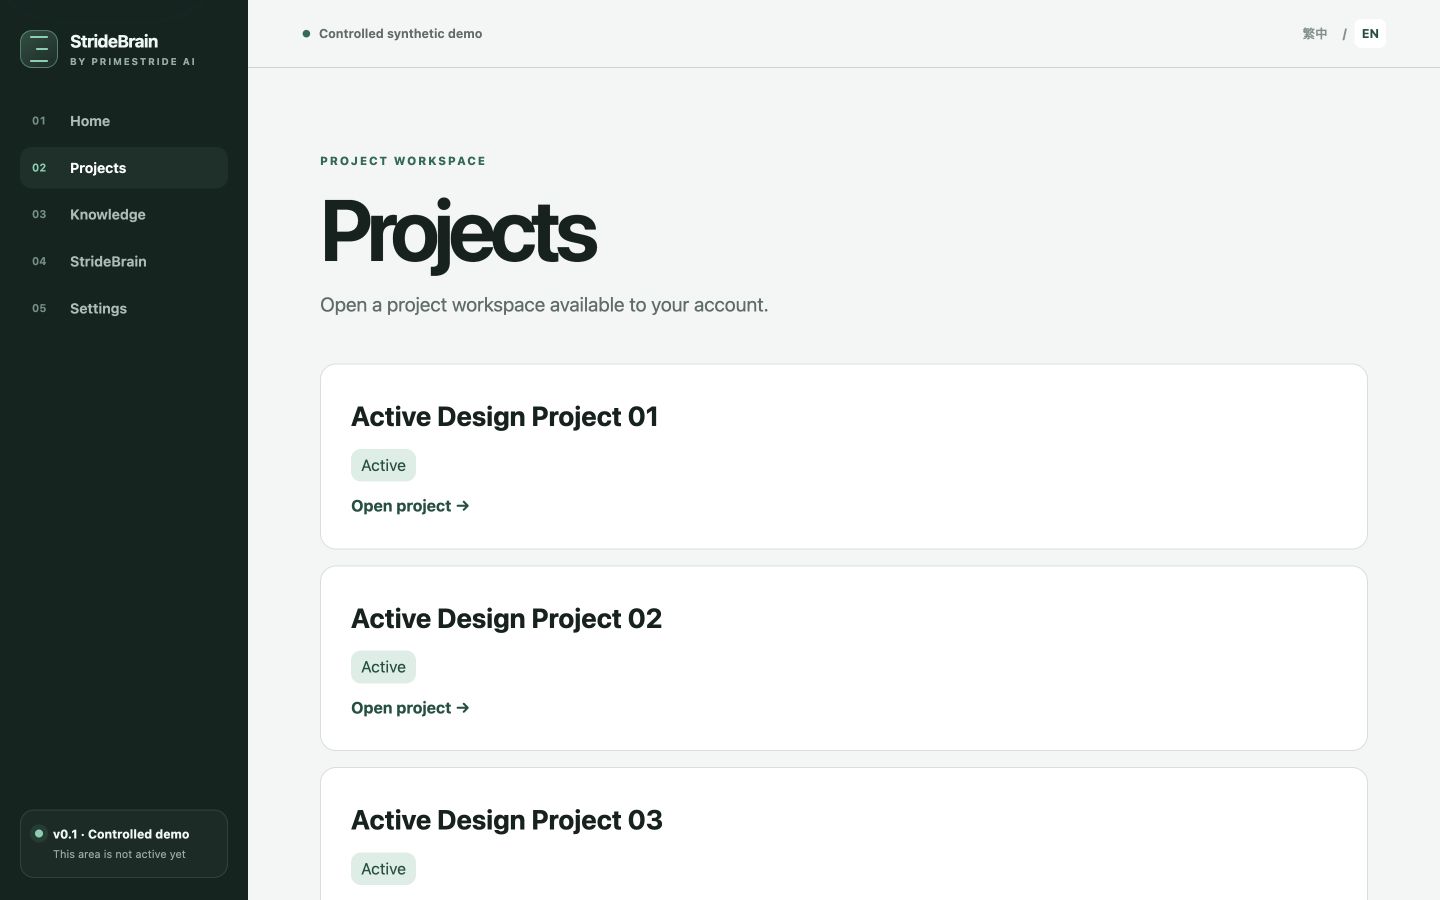 StrideBrain
BY PRIMESTRIDE AI
01 Home
02 Projects
03 Knowledge
04 StrideBrain
05 Settings
v0.1 · Controlled demo
This area is not active yet
Controlled synthetic demo
繁中 / EN
PROJECT WORKSPACE
Projects
Open a project workspace available to your account.
Active Design Project 01
Active
Open project →
Active Design Project 02
Active
Open project →
Active Design Project 03
Active